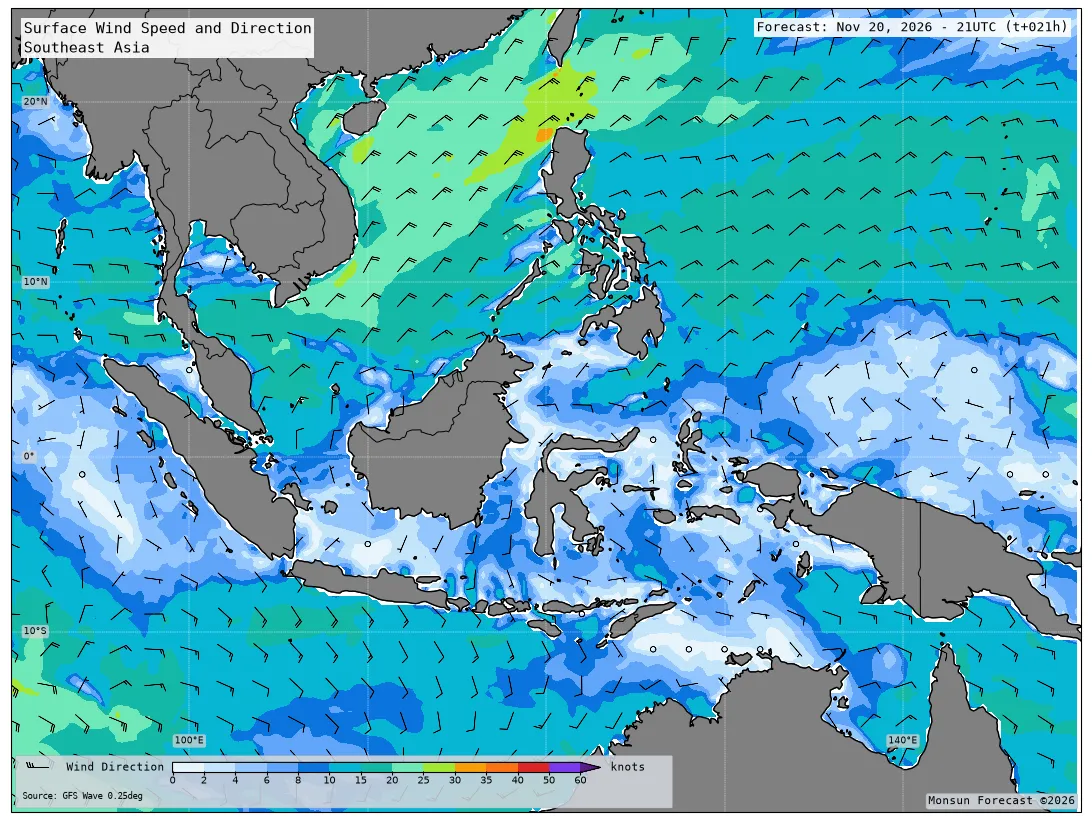 Surface Wind Speed and Direction
Southeast Asia
Forecast: Nov 20, 2026 - 21UTC (t+021h)
20°N
10°N
0°
10°S
100°E
140°E
Wind Direction
0 2 4 6 8 10 15 20 25 30 35 40 50 60
knots
Source: GFS Wave 0.25deg
Monsun Forecast ©2026